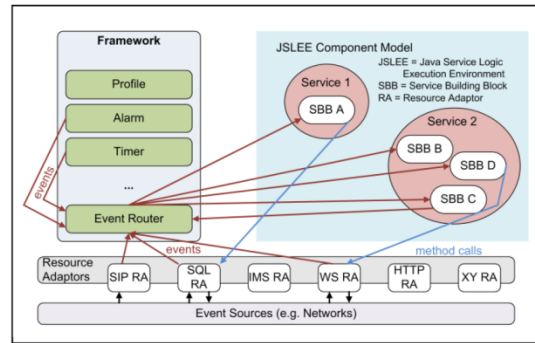 Framework
Profile
Alarm
Timer
...
Event Router
events
events
JSLEE Component Model
JSLEE = Java Service Logic
Execution Environment
SBB = Service Building Block
RA = Resource Adaptor
Service 1
SBB A
Service 2
SBB B
SBB D
SBB C
method calls
Resource
Adaptors
SIP RA
SQL
RA
IMS RA
WS RA
HTTP
RA
XY RA
Event Sources (e.g. Networks)